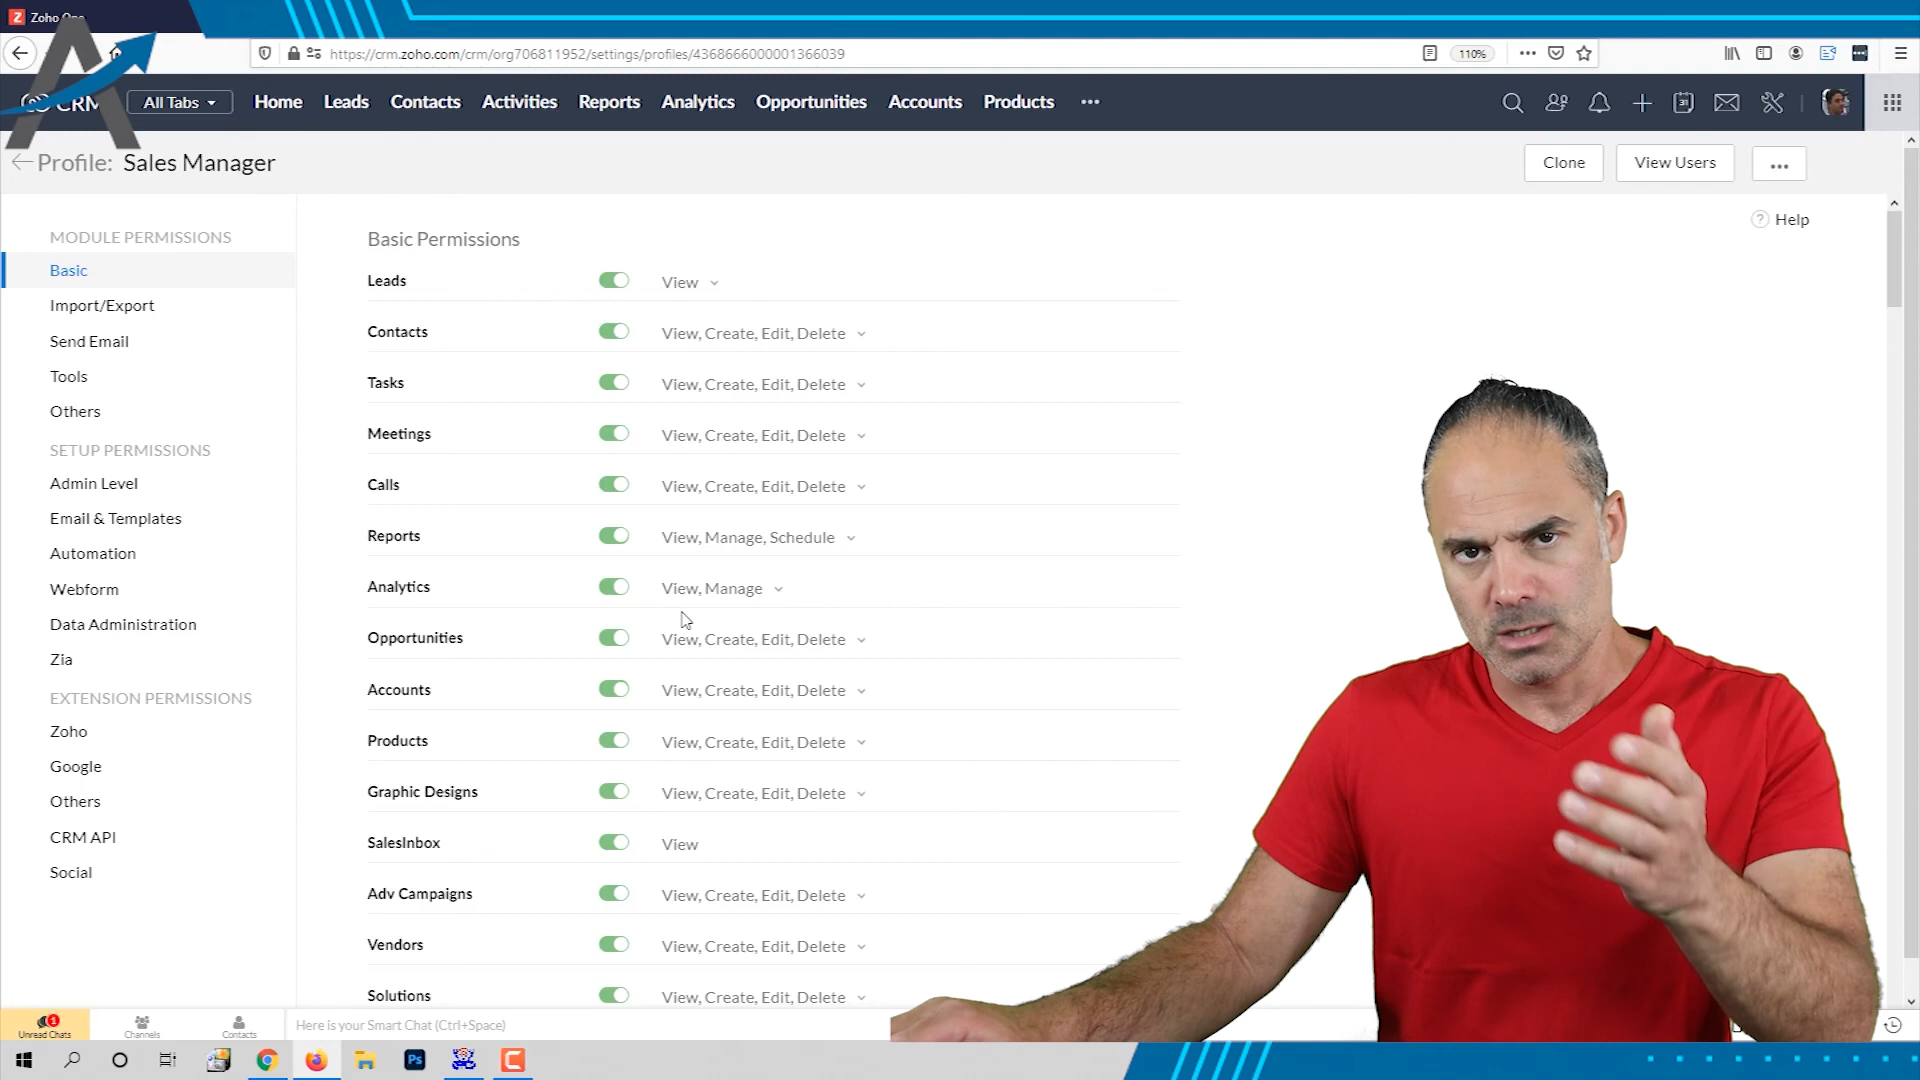 Zoho One
https://crm.zoho.com/crm/org706811952/settings/profiles/4368666000001366039
110%
CRM
All Tabs
Home
Leads
Contacts
Activities
Reports
Analytics
Opportunities
Accounts
Products
Profile: Sales Manager
Clone
View Users
Help
MODULE PERMISSIONS
Basic
Import/Export
Send Email
Tools
Others
SETUP PERMISSIONS
Admin Level
Email & Templates
Automation
Webform
Data Administration
Zia
EXTENSION PERMISSIONS
Zoho
Google
Others
CRM API
Social
Basic Permissions
Leads View
Contacts View, Create, Edit, Delete
Tasks View, Create, Edit, Delete
Meetings View, Create, Edit, Delete
Calls View, Create, Edit, Delete
Reports View, Manage, Schedule
Analytics View, Manage
Opportunities View, Create, Edit, Delete
Accounts View, Create, Edit, Delete
Products View, Create, Edit, Delete
Graphic Designs View, Create, Edit, Delete
SalesInbox View
Adv Campaigns View, Create, Edit, Delete
Vendors View, Create, Edit, Delete
Solutions View, Create, Edit, Delete
1
Unread Chats
Channels
Contacts
Here is your Smart Chat (Ctrl+Space)
Ps